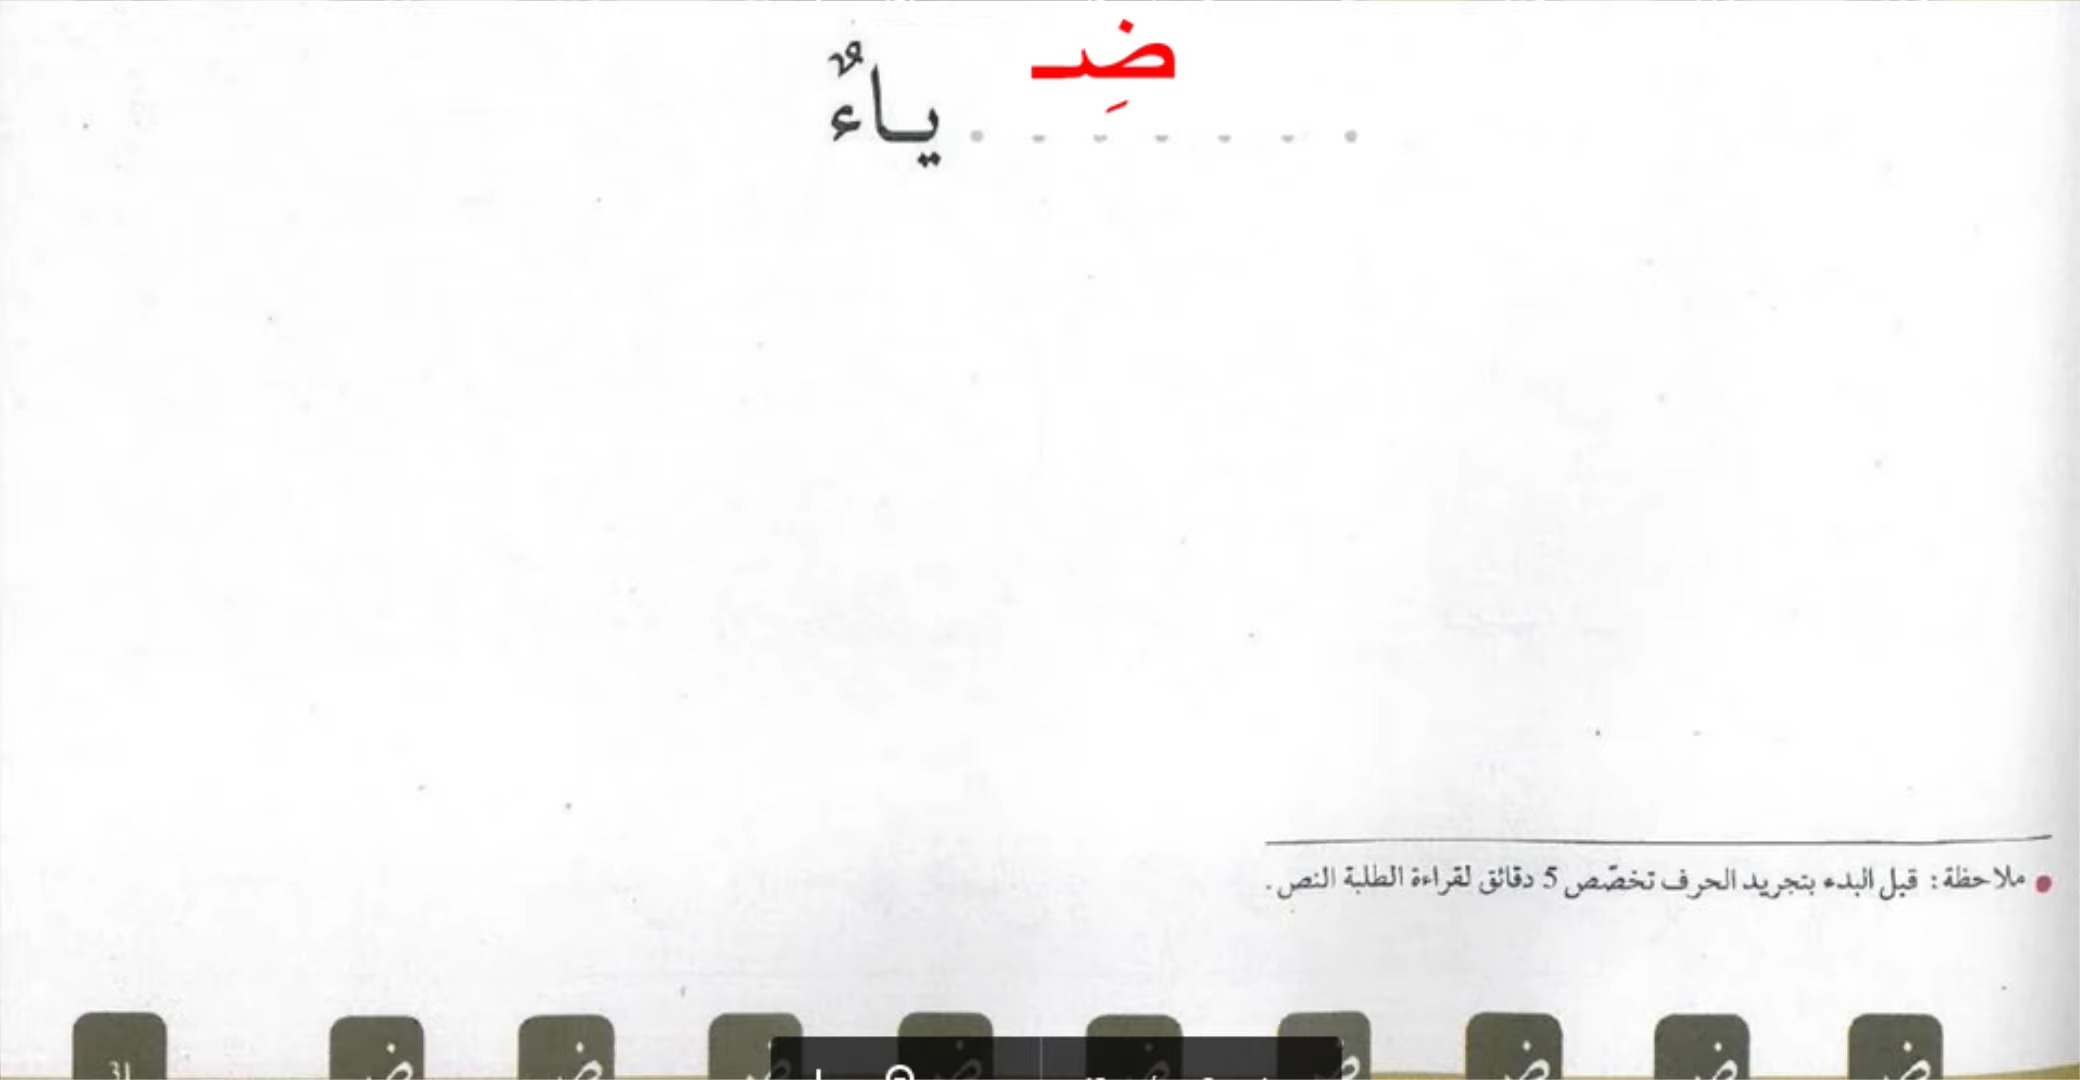 ضِـ
. . . . . . . ياءٌ
ملاحظة : قبل البدء بتجريد الحرف تخصّص 5 دقائق لقراءة الطلبة النص .
ض ض ض ض ض ض ض ض